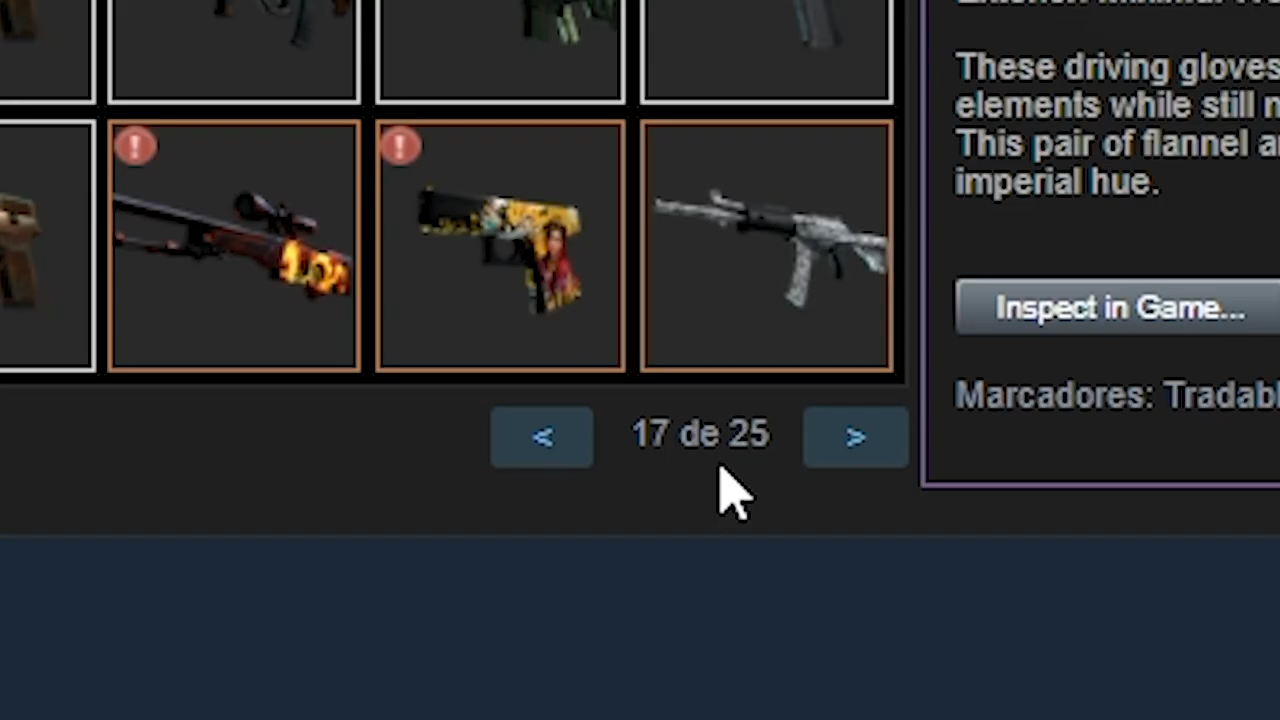 These driving gloves
elements while still
This pair of flannel
imperial hue.
Inspect in Game...
Marcadores: Tradabl
< 17 de 25 >